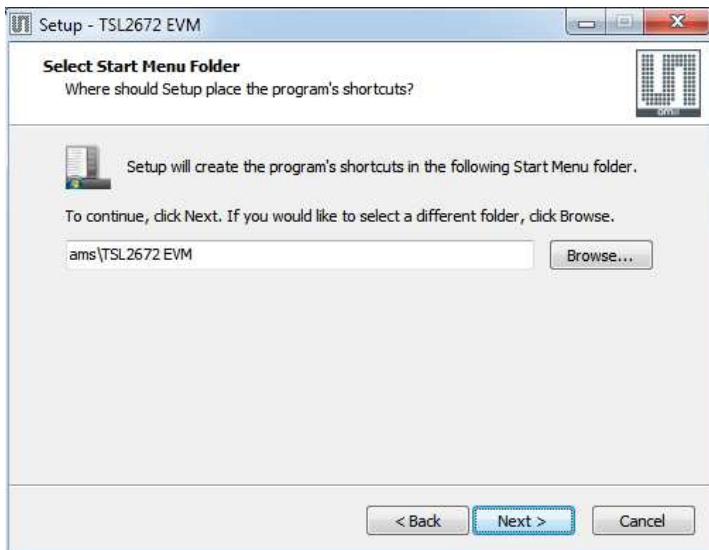 Setup - TSL2672 EVM
Select Start Menu Folder
Where should Setup place the program's shortcuts?
amu
Setup will create the program's shortcuts in the following Start Menu folder.
To continue, click Next. If you would like to select a different folder, click Browse.
ams\TSL2672 EVM
Browse...
< Back
Next >
Cancel